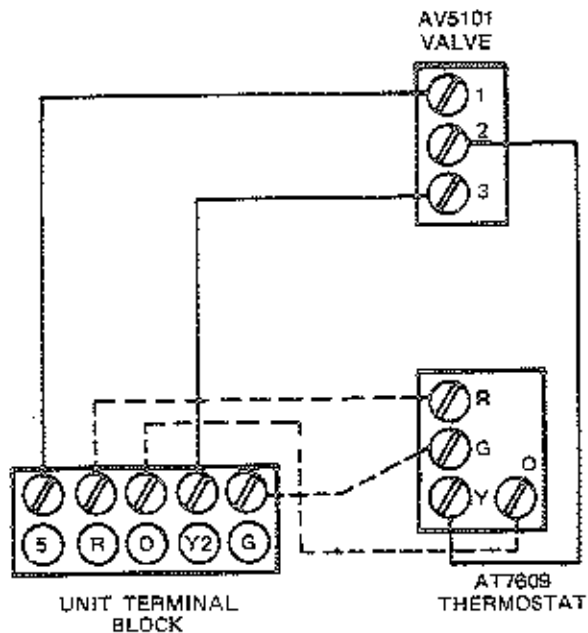 AV5101
VALVE
1
2
3
R
G
O
Y
5 R O Y2 G
AT7609
THERMOSTAT
UNIT TERMINAL
BLOCK